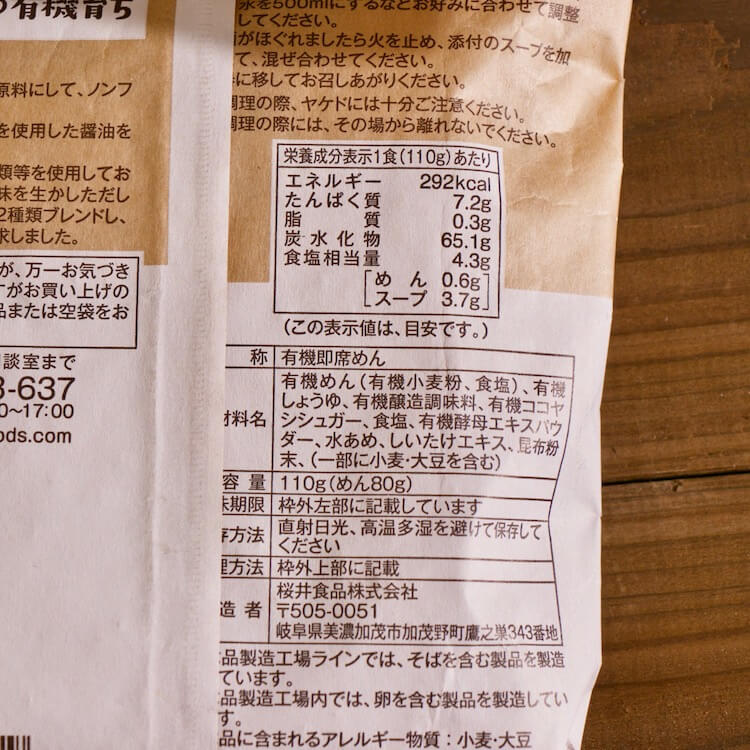 有機育ち
原料にして、ノンフ
を使用した醤油を
類等を使用してお
味を生かしただし
2種類ブレンドし、
求しました。
が、万一お気づき
すがお買い上げの
品または空袋をお
談室まで
8-637
0〜17:00
ods.com
水を500mlにするなどお好みに合わせて調整
してください。
がほぐれましたら火を止め、添付のスープを加
て、混ぜ合わせてください。
に移してお召しあがりください。
調理の際、ヤケドには十分ご注意ください。
調理の際には、その場から離れないでください。
栄養成分表示1食(110g)あたり
エネルギー 292kcal
たんぱく質 7.2g
脂質 0.3g
炭水化物 65.1g
食塩相当量 4.3g
めん 0.6g
スープ 3.7g
(この表示値は、目安です。)
称 有機即席めん
材料名 有機めん(有機小麦粉、食塩)、有機
しょうゆ、有機醸造調味料、有機ココヤ
シシュガー、食塩、有機酵母エキスパウ
ダー、水あめ、しいたけエキス、昆布粉
末、(一部に小麦・大豆を含む)
容量 110g(めん80g)
味期限 枠外左部に記載しています
存方法 直射日光、高温多湿を避けて保存して
ください
理方法 枠外上部に記載
造者 桜井食品株式会社
〒505-0051
岐阜県美濃加茂市加茂野町鷹之巣343番地
品製造工場ラインでは、そばを含む製品を製造
ています。
品製造工場内では、卵を含む製品を製造してい
す。
品に含まれるアレルギー物質：小麦・大豆